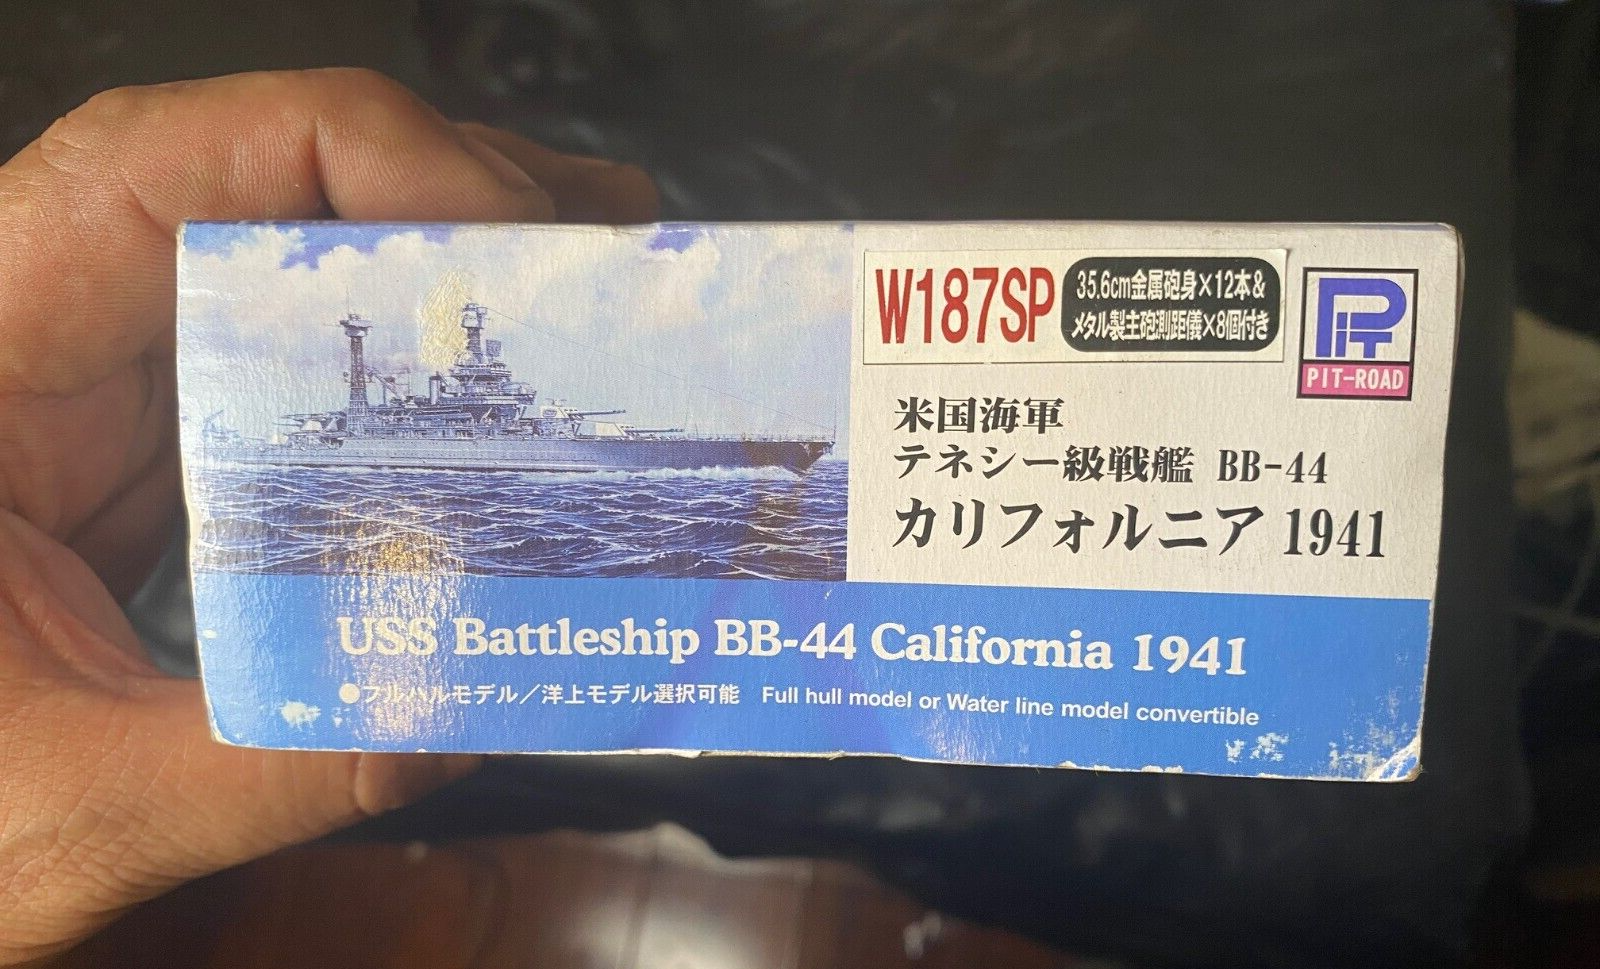 W187SP
35.6cm金属砲身×12本&
メタル製主砲測距儀×8個付き
PIT
PIT-ROAD
米国海軍
テネシー級戦艦 BB-44
カリフォルニア 1941
USS Battleship BB-44 California 1941
●フルハルモデル／洋上モデル選択可能 Full hull model or Water line model convertible